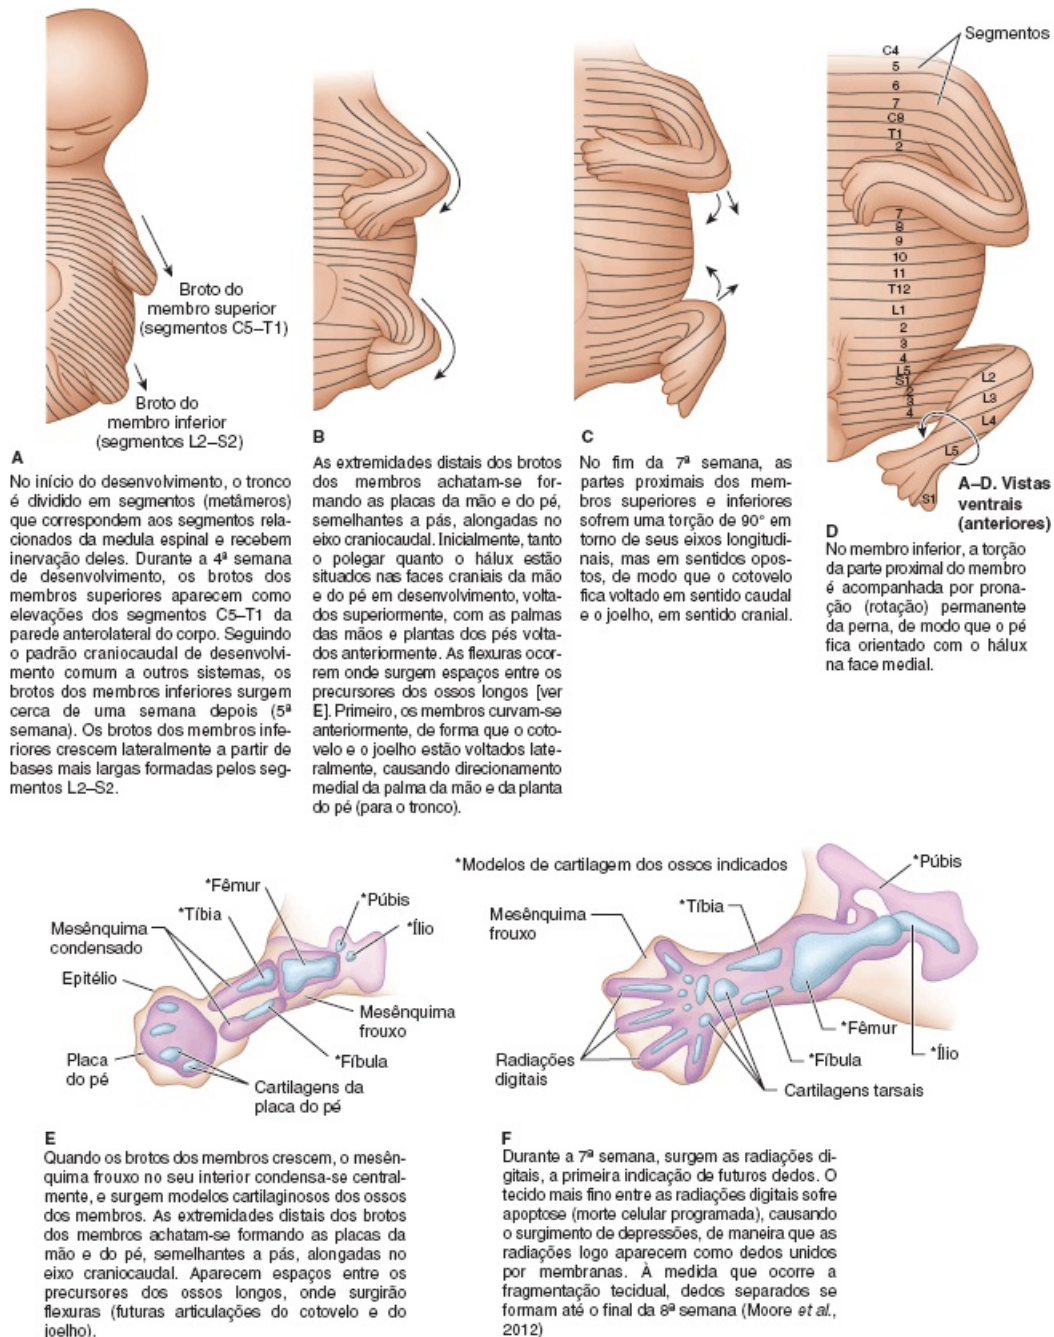 Segmentos
C4
5
6
7
C8
T1
2
7
8
9
10
11
T12
L1
2
3
4
L5
S1
2
3
4
L2
L3
L4
L5
S1
Broto do
membro superior
(segmentos C5–T1)
Broto do
membro inferior
(segmentos L2–S2)
A
No início do desenvolvimento, o tronco
é dividido em segmentos (metâmeros)
que correspondem aos segmentos rela-
cionados da medula espinal e recebem
inervação deles. Durante a 4ª semana
de desenvolvimento, os brotos dos
membros superiores aparecem como
elevações dos segmentos C5–T1 da
parede anterolateral do corpo. Seguindo
o padrão craniocaudal de desenvolvi-
mento comum a outros sistemas, os
brotos dos membros inferiores surgem
cerca de uma semana depois (5ª
semana). Os brotos dos membros infe-
riores crescem lateralmente a partir de
bases mais largas formadas pelos seg-
mentos L2–S2.
B
As extremidades distais dos brotos
dos membros achatam-se for-
mando as placas da mão e do pé,
semelhantes a pás, alongadas no
eixo craniocaudal. Inicialmente, tanto
o polegar quanto o hálux estão
situados nas faces craniais da mão
e do pé em desenvolvimento, volta-
dos superiormente, com as palmas
das mãos e plantas dos pés volta-
dos anteriormente. As flexuras ocor-
rem onde surgem espaços entre os
precursores dos ossos longos [ver
E]. Primeiro, os membros curvam-se
anteriormente, de forma que o coto-
velo e o joelho estão voltados late-
ralmente, causando direcionamento
medial da palma da mão e da planta
do pé (para o tronco).
C
No fim da 7ª semana, as
partes proximais dos mem-
bros superiores e inferiores
sofrem uma torção de 90° em
torno de seus eixos longitudi-
nais, mas em sentidos opos-
tos, de modo que o cotovelo
fica voltado em sentido caudal
e o joelho, em sentido cranial.
A–D. Vistas
ventrais
(anteriores)
D
No membro inferior, a torção
da parte proximal do membro
é acompanhada por prona-
ção (rotação) permanente
da perna, de modo que o pé
fica orientado com o hálux
na face medial.
*Fêmur
*Tíbia
Mesênquima
condensado
Epitélio
Placa
do pé
*Púbis
*Ílio
Mesênquima
frouxo
*Fíbula
Cartilagens da
placa do pé
*Modelos de cartilagem dos ossos indicados
*Púbis
*Tíbia
Mesênquima
frouxo
Radiações
digitais
*Fêmur
*Ílio
*Fíbula
Cartilagens tarsais
E
Quando os brotos dos membros crescem, o mesên-
quima frouxo no seu interior condensa-se central-
mente, e surgem modelos cartilaginosos dos ossos
dos membros. As extremidades distais dos brotos
dos membros achatam-se formando as placas da
mão e do pé, semelhantes a pás, alongadas no
eixo craniocaudal. Aparecem espaços entre os
precursores dos ossos longos, onde surgirão
flexuras (futuras articulações do cotovelo e do
joelho).
F
Durante a 7ª semana, surgem as radiações di-
gitais, a primeira indicação de futuros dedos. O
tecido mais fino entre as radiações digitais sofre
apoptose (morte celular programada), causando
o surgimento de depressões, de maneira que as
radiações logo aparecem como dedos unidos
por membranas. À medida que ocorre a
fragmentação tecidual, dedos separados se
formam até o final da 8ª semana (Moore et al.,
2012)